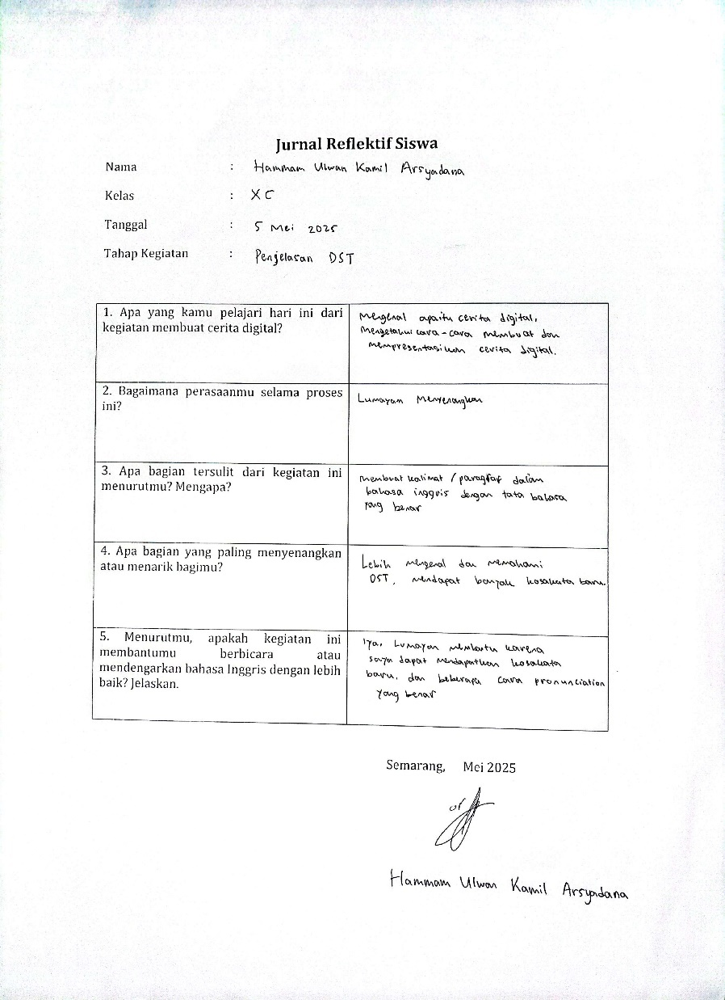 Jurnal Reflektif Siswa
Nama : Hammam Ulwan Kamil Arsyadana
Kelas : XC
Tanggal : 5 Mei 2025
Tahap Kegiatan : Penjelasan DST
1. Apa yang kamu pelajari hari ini dari
kegiatan membuat cerita digital?
Mengenal apa itu cerita digital,
Mengetahui cara-cara membuat dan
mempresentasikan cerita digital.
2. Bagaimana perasaanmu selama proses
ini?
Lumayan Menyenangkan
3. Apa bagian tersulit dari kegiatan ini
menurutmu? Mengapa?
Membuat kalimat / paragraf dalam
bahasa inggris dengan tata bahasa
yang benar
4. Apa bagian yang paling menyenangkan
atau menarik bagimu?
Lebih mengenal dan memahami
DST, mendapat banyak kosakata baru.
5. Menurutmu, apakah kegiatan ini
membantumu berbicara atau
mendengarkan bahasa Inggris dengan lebih
baik? Jelaskan.
Iya, Lumayan membantu karena
saya dapat mendapatkan kosakata
baru, dan beberapa cara pronunciation
yang benar
Semarang, Mei 2025
Hammam Ulwan Kamil Arsyadana